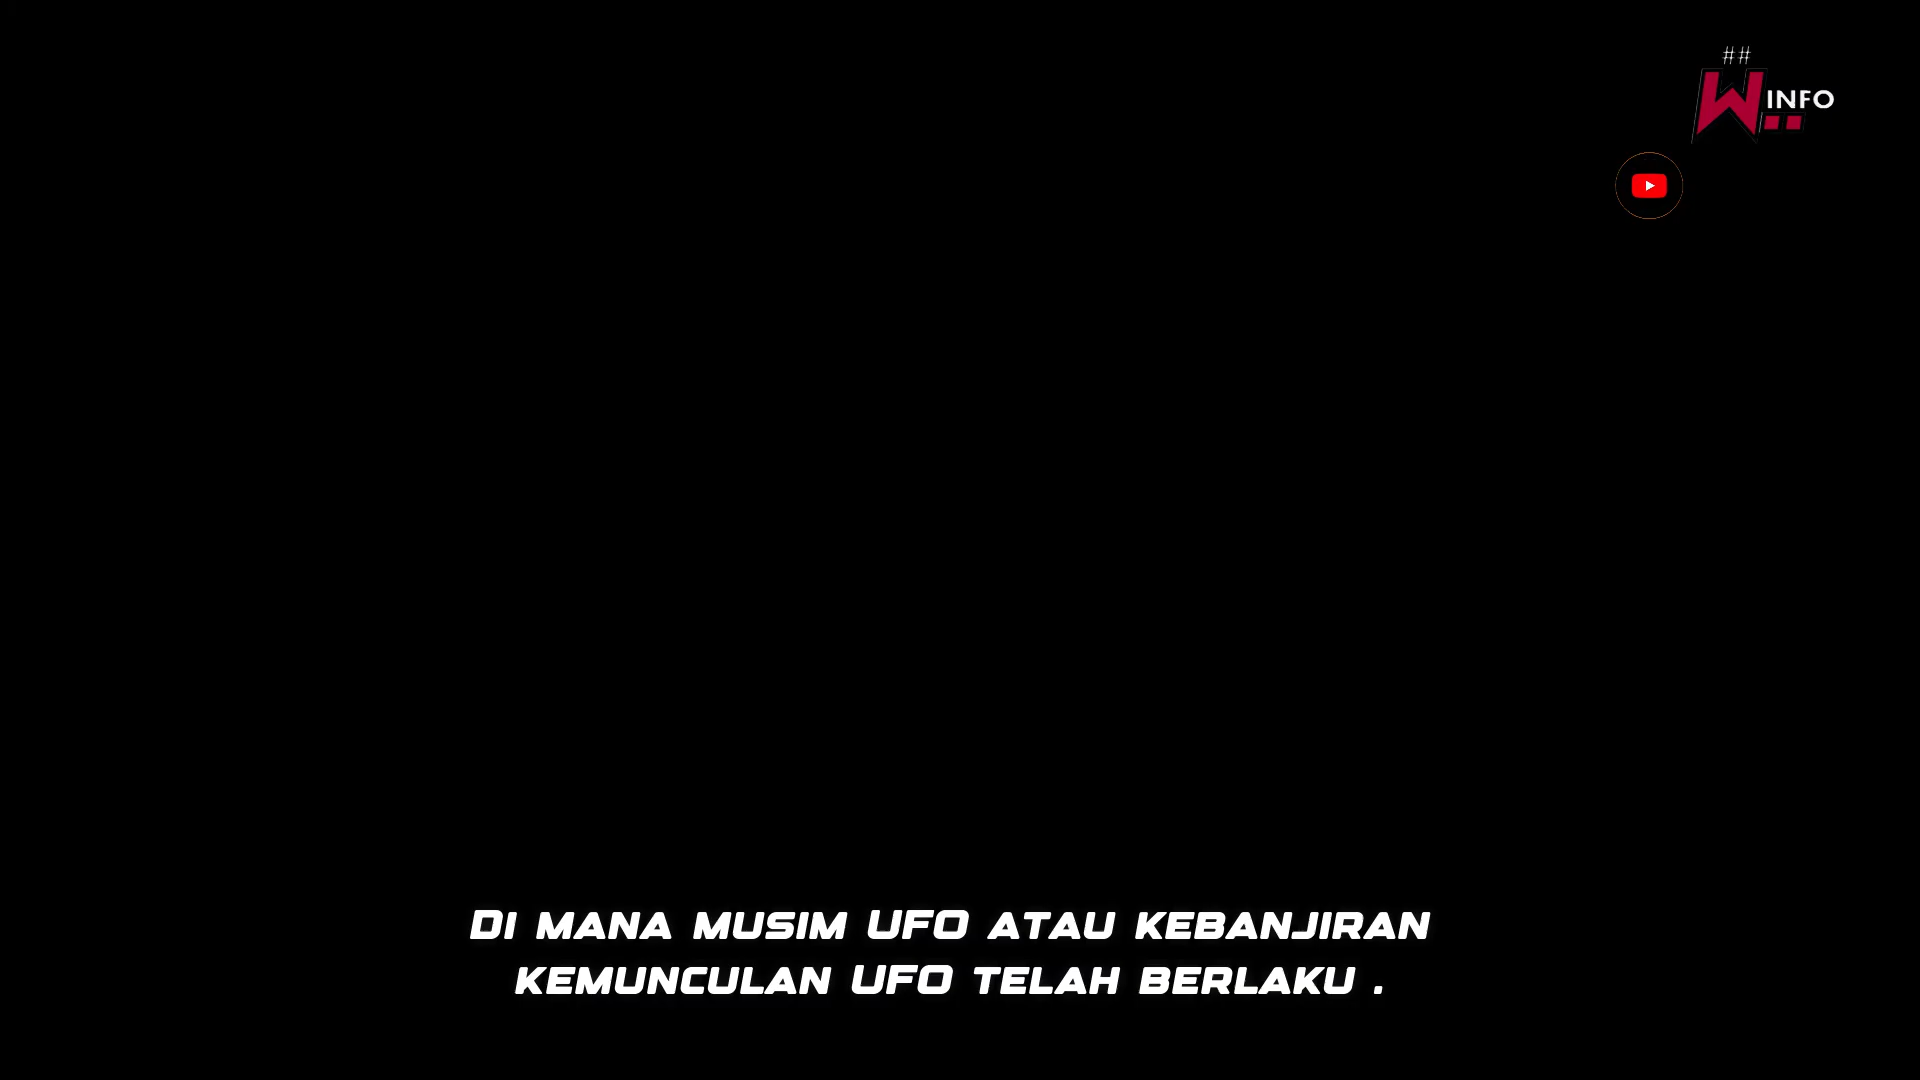 ##
W INFO
Di mana musim UFO atau kebanjiran
kemunculan UFO telah berlaku .